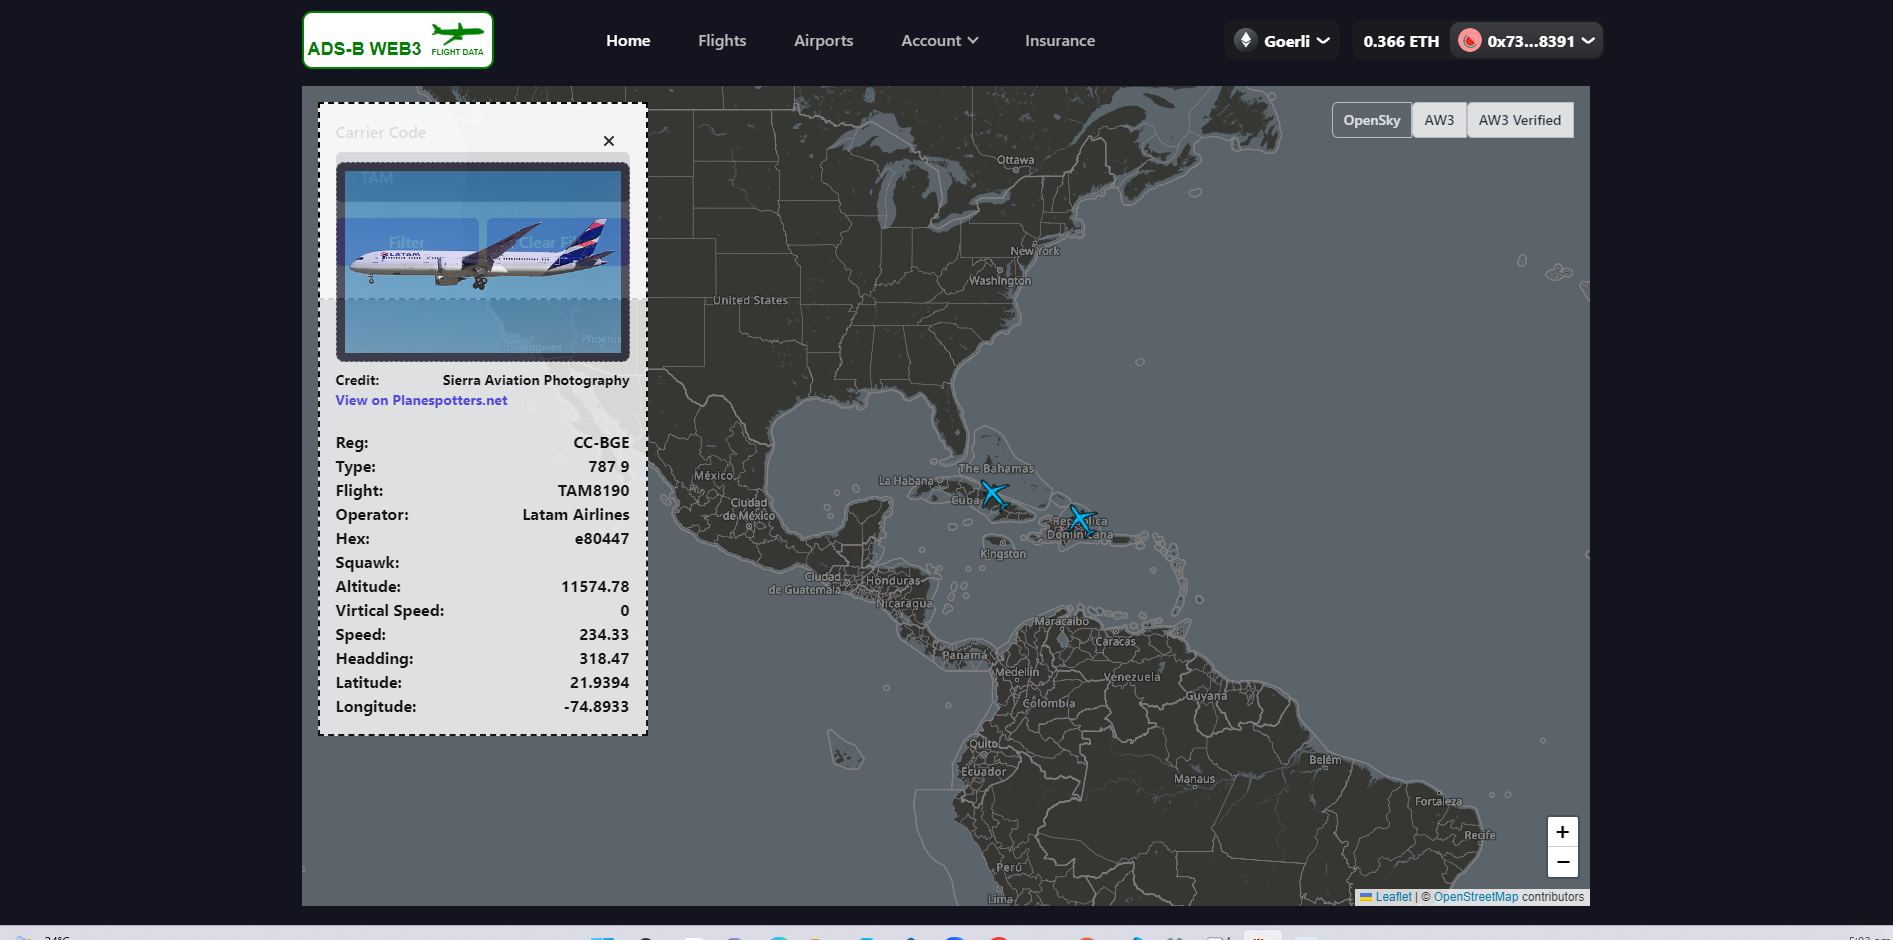 ADS-B WEB3 FLIGHT DATA
Home Flights Airports Account Insurance
Goerli 0.366 ETH 0x73...8391
OpenSky AW3 AW3 Verified
Carrier Code
TAM
Filter Clear Fil
LATAM
Los Angeles
Phoenix
Credit: Sierra Aviation Photography
View on Planespotters.net
Reg: CC-BGE
Type: 787 9
Flight: TAM8190
Operator: Latam Airlines
Hex: e80447
Squawk:
Altitude: 11574.78
Virtical Speed: 0
Speed: 234.33
Headding: 318.47
Latitude: 21.9394
Longitude: -74.8933
Ottawa
New York
Washington
United States
The Bahamas
La Habana
Cuba
México
Ciudad
de México
República
Dominicana
Kingston
Ciudad
de Guatemala
Honduras
Nicaragua
Maracaibo
Caracas
Panamá
Medellín
Venezuela
Guyana
Colombia
Quito
Ecuador
Manaus
Belém
Fortaleza
Recife
Perú
Lima
+
−
Leaflet | © OpenStreetMap contributors